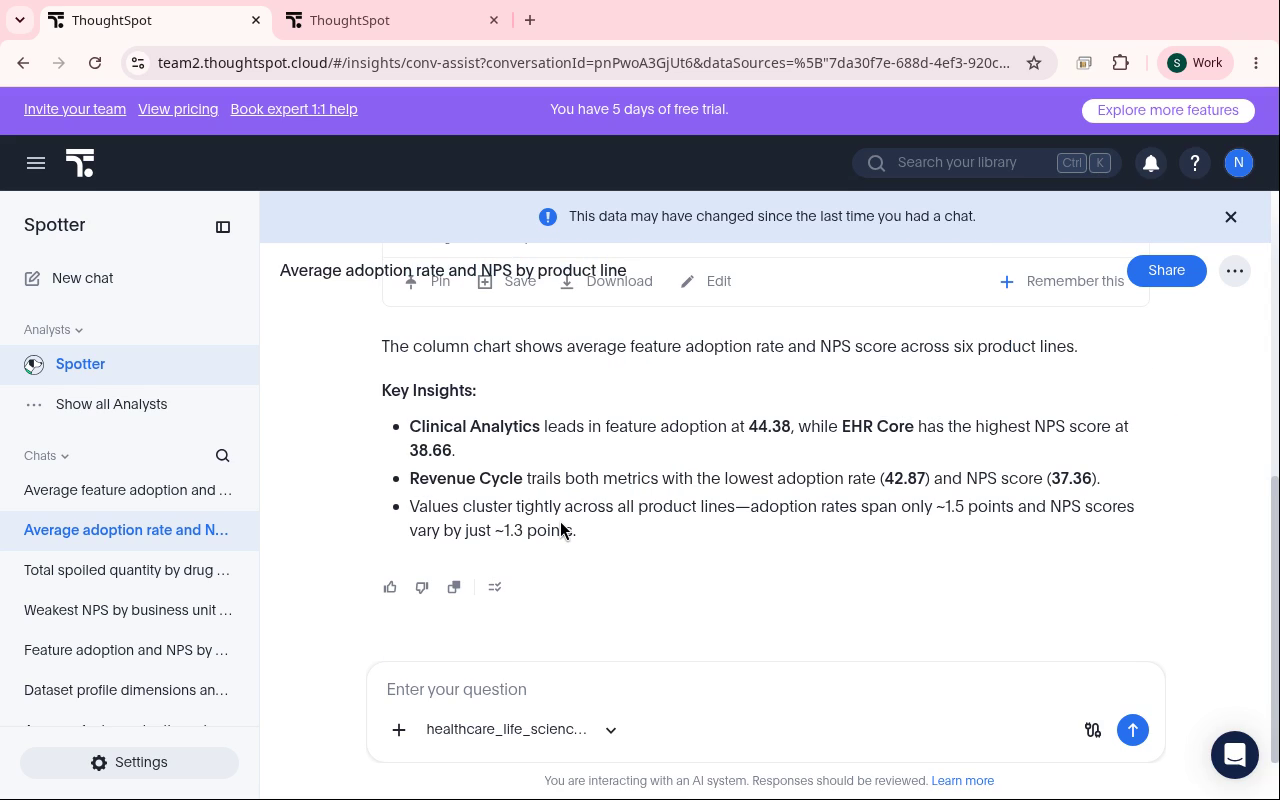 ThoughtSpot
ThoughtSpot
team2.thoughtspot.cloud/#/insights/conv-assist?conversationId=pnPwoA3GjUt6&dataSources=%5B"7da30f7e-688d-4ef3-920c...
S Work
Invite your team View pricing Book expert 1:1 help
You have 5 days of free trial.
Explore more features
Search your library Ctrl K
N
Spotter
This data may have changed since the last time you had a chat.
New chat
Average adoption rate and NPS by product line
Share
Pin Save Download Edit Remember this
Analysts
Spotter
Show all Analysts
Chats
Average feature adoption and ...
Average adoption rate and N...
Total spoiled quantity by drug ...
Weakest NPS by business unit ...
Feature adoption and NPS by ...
Dataset profile dimensions an...
Settings
The column chart shows average feature adoption rate and NPS score across six product lines.
Key Insights:
Clinical Analytics leads in feature adoption at 44.38, while EHR Core has the highest NPS score at
38.66.
Revenue Cycle trails both metrics with the lowest adoption rate (42.87) and NPS score (37.36).
Values cluster tightly across all product lines—adoption rates span only ~1.5 points and NPS scores
vary by just ~1.3 points.
Enter your question
healthcare_life_scienc...
You are interacting with an AI system. Responses should be reviewed. Learn more